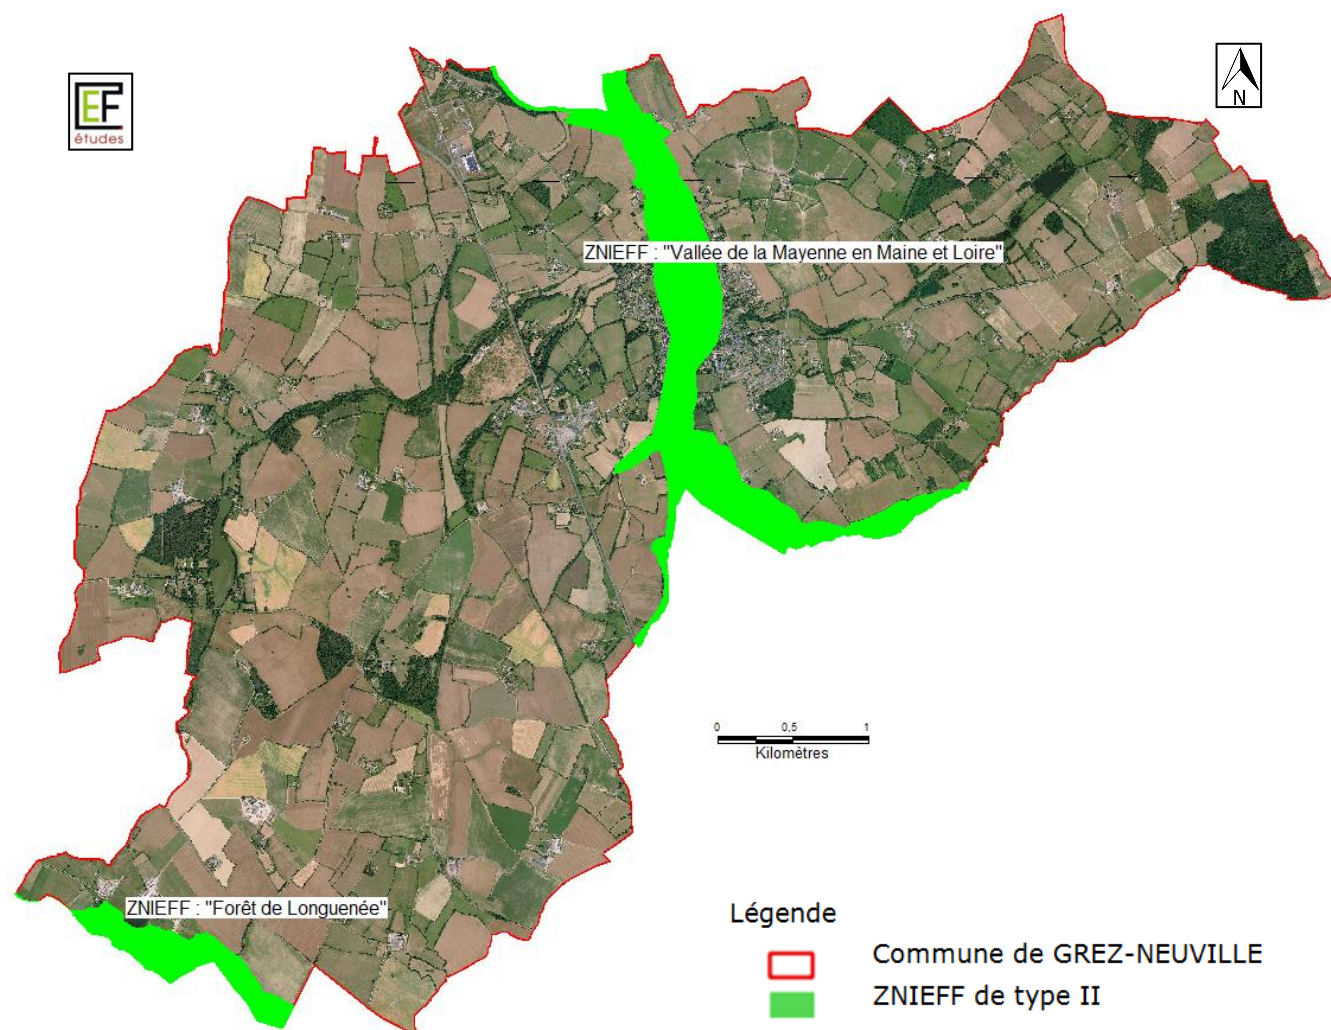 EF
études
N
ZNIEFF : "Vallée de la Mayenne en Maine et Loire"
0 0,5 1
Kilomètres
ZNIEFF : "Forêt de Longuenée"
Légende
Commune de GREZ-NEUVILLE
ZNIEFF de type II